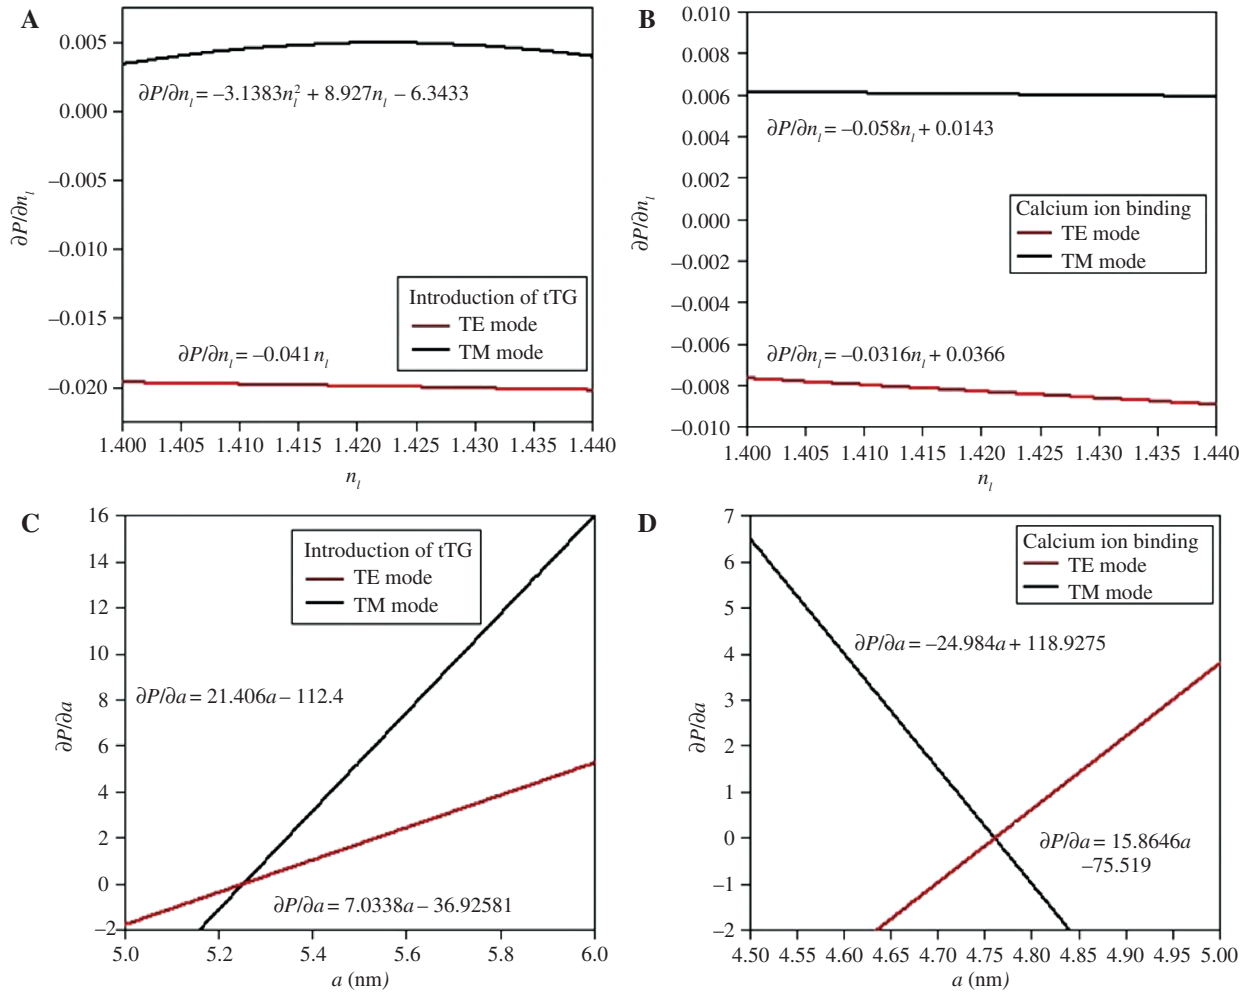 A
0.005
0.000
–0.005
–0.010
–0.015
–0.020
∂P/∂n_l
∂P/∂n_l = –3.1383n_l^2 + 8.927n_l – 6.3433
Introduction of tTG
TE mode
TM mode
∂P/∂n_l = –0.041 n_l
1.400 1.405 1.410 1.415 1.420 1.425 1.430 1.435 1.440
n_l
B
0.010
0.008
0.006
0.004
0.002
0.000
–0.002
–0.004
–0.006
–0.008
–0.010
∂P/∂n_l
∂P/∂n_l = –0.058n_l + 0.0143
Calcium ion binding
TE mode
TM mode
∂P/∂n_l = –0.0316n_l + 0.0366
1.400 1.405 1.410 1.415 1.420 1.425 1.430 1.435 1.440
n_l
C
16
14
12
10
8
6
4
2
0
–2
∂P/∂a
Introduction of tTG
TE mode
TM mode
∂P/∂a = 21.406a – 112.4
∂P/∂a = 7.0338a – 36.92581
5.0 5.2 5.4 5.6 5.8 6.0
a (nm)
D
7
6
5
4
3
2
1
0
–1
–2
∂P/∂a
Calcium ion binding
TE mode
TM mode
∂P/∂a = –24.984a + 118.9275
∂P/∂a = 15.8646a
–75.519
4.50 4.55 4.60 4.65 4.70 4.75 4.80 4.85 4.90 4.95 5.00
a (nm)